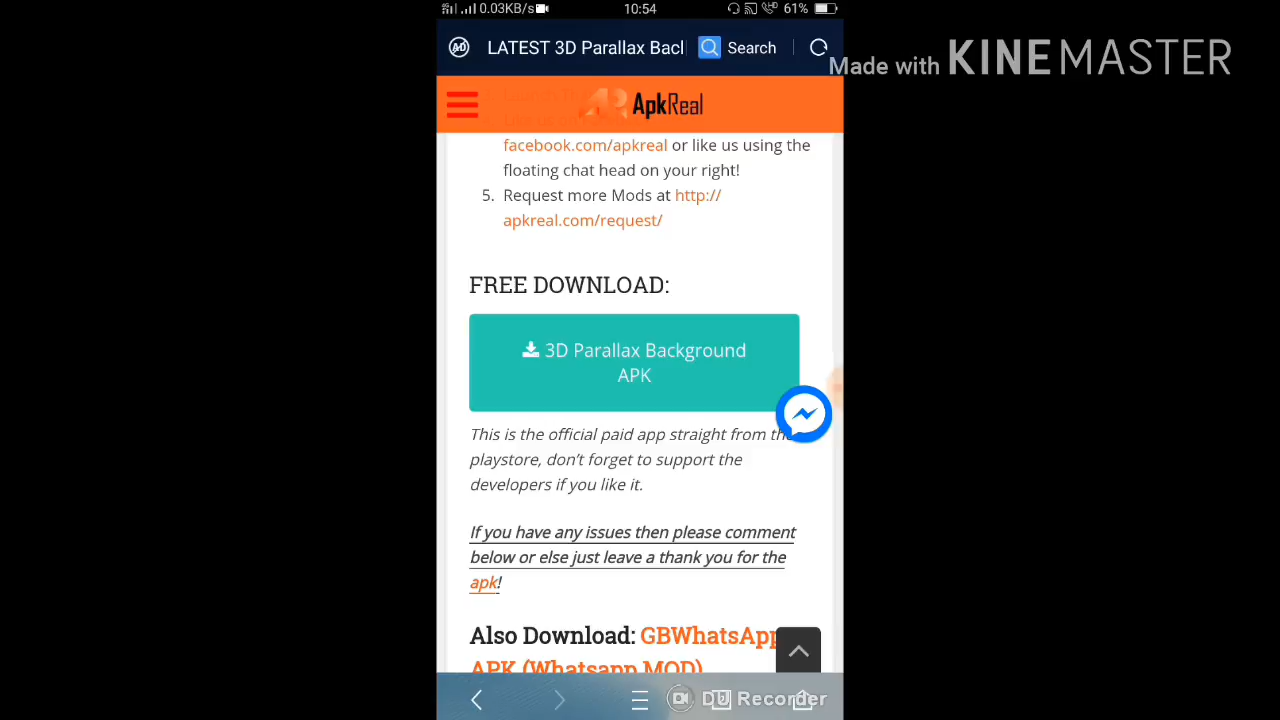 0.03KB/s
10:54
61%
LATEST 3D Parallax Bacl
Search
Made with KINEMASTER
ApkReal
facebook.com/apkreal or like us using the
floating chat head on your right!
5. Request more Mods at http://
apkreal.com/request/
FREE DOWNLOAD:
3D Parallax Background
APK
This is the official paid app straight from th
playstore, don't forget to support the
developers if you like it.
If you have any issues then please comment
below or else just leave a thank you for the
apk!
Also Download: GBWhatsApp
APK (Whatsapp MOD)
DU Recorder